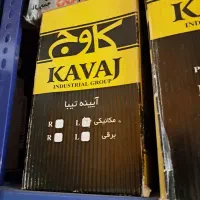 کاوج
KAVAJ
INDUSTRIAL GROUP
آیینه تیبا
R L مکانیکی
R L برقی
P